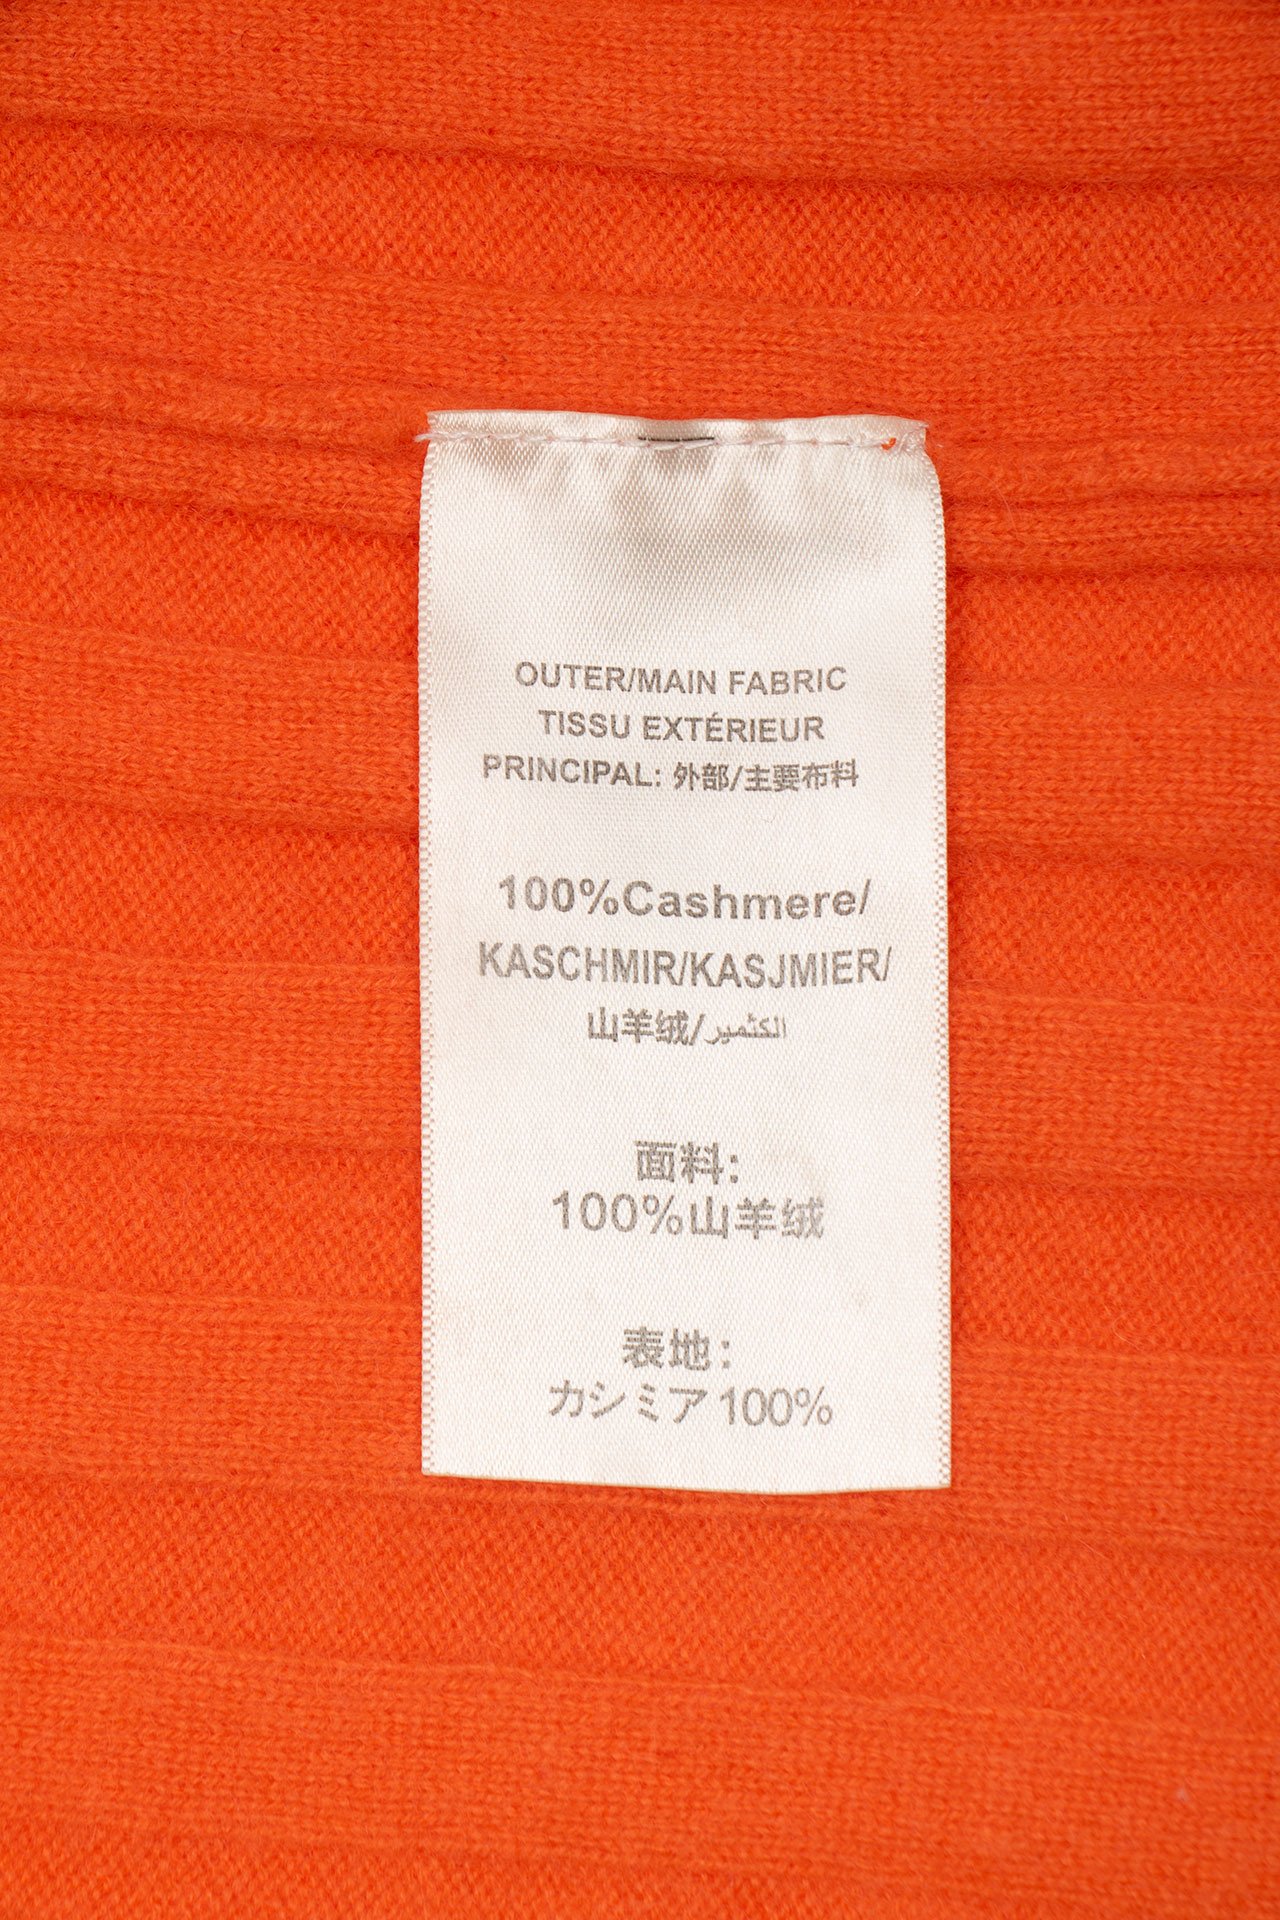 OUTER/MAIN FABRIC
TISSU EXTÉRIEUR
PRINCIPAL: 外部/主要布料
100%Cashmere/
KASCHMIR/KASJMIER/
山羊绒/الكشمير
面料:
100%山羊绒
表地:
カシミア100%